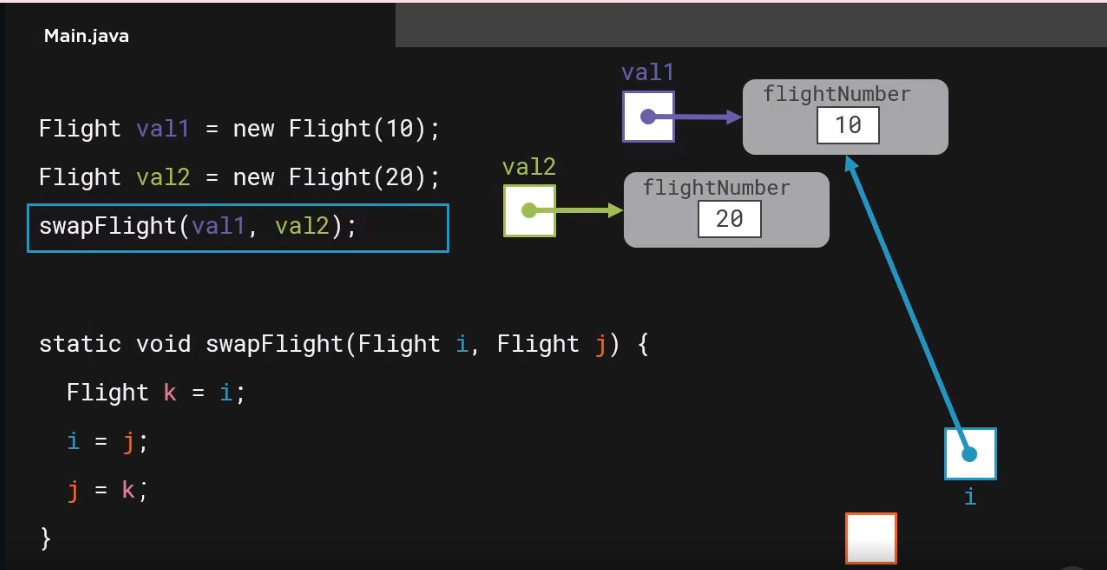 Main.java
Flight val1 = new Flight(10);
Flight val2 = new Flight(20);
swapFlight(val1, val2);
static void swapFlight(Flight i, Flight j) {
  Flight k = i;
  i = j;
  j = k;
}
val1
flightNumber
10
val2
flightNumber
20
i